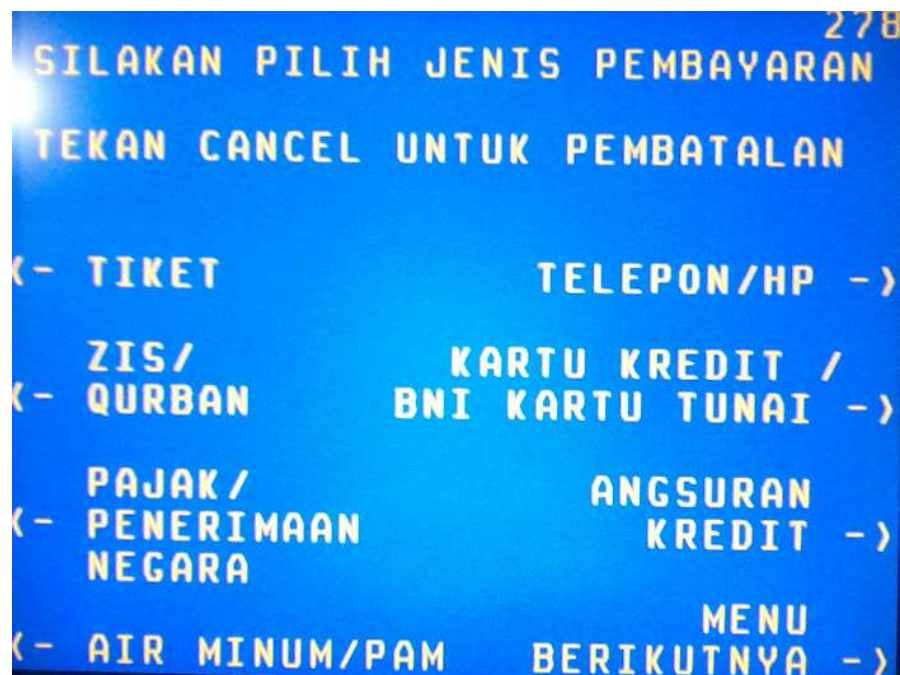 278
SILAKAN PILIH JENIS PEMBAYARAN
TEKAN CANCEL UNTUK PEMBATALAN
<- TIKET
TELEPON/HP ->
ZIS/
<- QURBAN
KARTU KREDIT /
BNI KARTU TUNAI ->
PAJAK/
<- PENERIMAAN
NEGARA
ANGSURAN
KREDIT ->
<- AIR MINUM/PAM
MENU
BERIKUTNYA ->